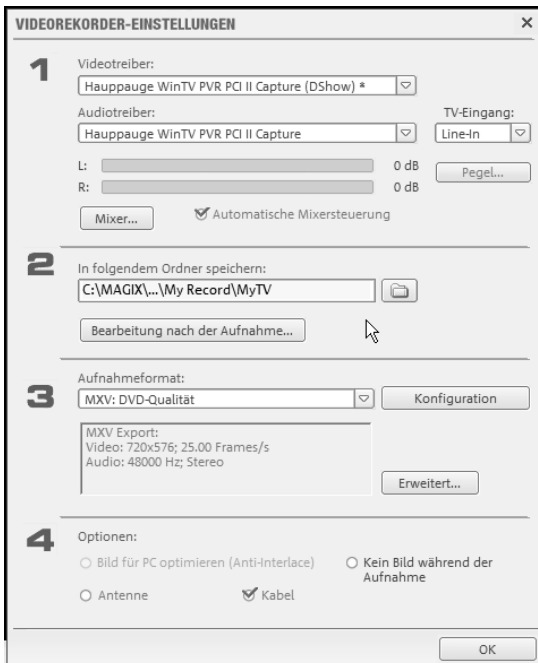 VIDEOREKORDER-EINSTELLUNGEN
1
Videotreiber:
Hauppauge WinTV PVR PCI II Capture (DShow) *
Audiotreiber:
TV-Eingang:
Hauppauge WinTV PVR PCI II Capture
Line-In
L:
0 dB
R:
0 dB
Pegel...
Mixer...
Automatische Mixersteuerung
2
In folgendem Ordner speichern:
C:\MAGIX\...\My Record\MyTV
Bearbeitung nach der Aufnahme...
3
Aufnahmeformat:
MXV: DVD-Qualität
Konfiguration
MXV Export:
Video: 720x576; 25.00 Frames/s
Audio: 48000 Hz; Stereo
Erweitert...
4
Optionen:
Bild für PC optimieren (Anti-Interlace)
Kein Bild während der
Aufnahme
Antenne
Kabel
OK